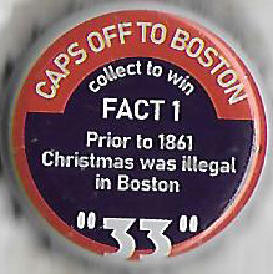 CAPS OFF TO BOSTON
collect to win
FACT 1
Prior to 1861
Christmas was illegal
in Boston
"33"